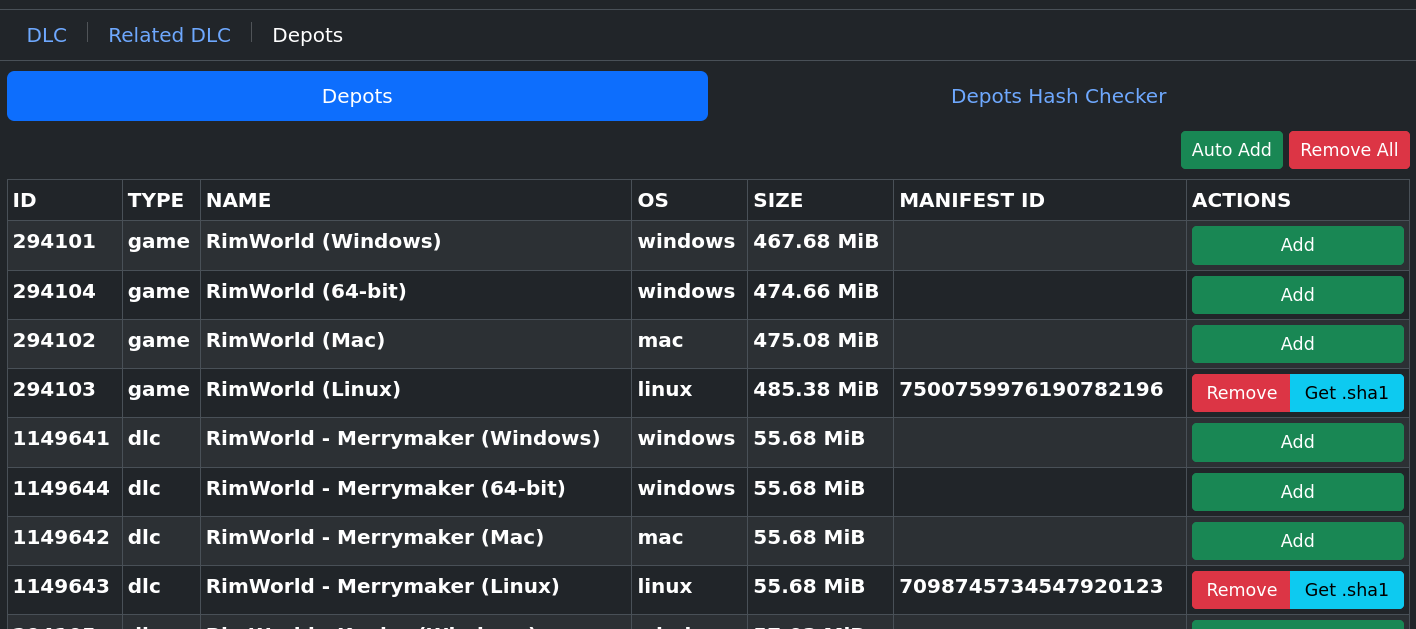 DLC Related DLC Depots
Depots Depots Hash Checker
Auto Add Remove All
ID TYPE NAME OS SIZE MANIFEST ID ACTIONS
294101 game RimWorld (Windows) windows 467.68 MiB Add
294104 game RimWorld (64-bit) windows 474.66 MiB Add
294102 game RimWorld (Mac) mac 475.08 MiB Add
294103 game RimWorld (Linux) linux 485.38 MiB 7500759976190782196 Remove Get .sha1
1149641 dlc RimWorld - Merrymaker (Windows) windows 55.68 MiB Add
1149644 dlc RimWorld - Merrymaker (64-bit) windows 55.68 MiB Add
1149642 dlc RimWorld - Merrymaker (Mac) mac 55.68 MiB Add
1149643 dlc RimWorld - Merrymaker (Linux) linux 55.68 MiB 7098745734547920123 Remove Get .sha1